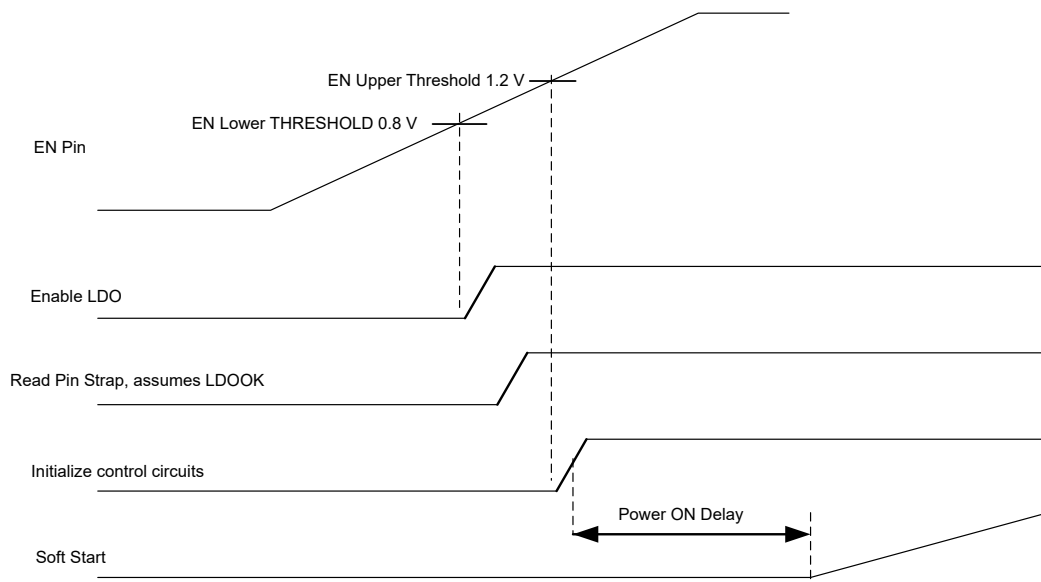 EN Upper Threshold 1.2 V
EN Lower THRESHOLD 0.8 V
EN Pin
Enable LDO
Read Pin Strap, assumes LDOOK
Initialize control circuits
Power ON Delay
Soft Start